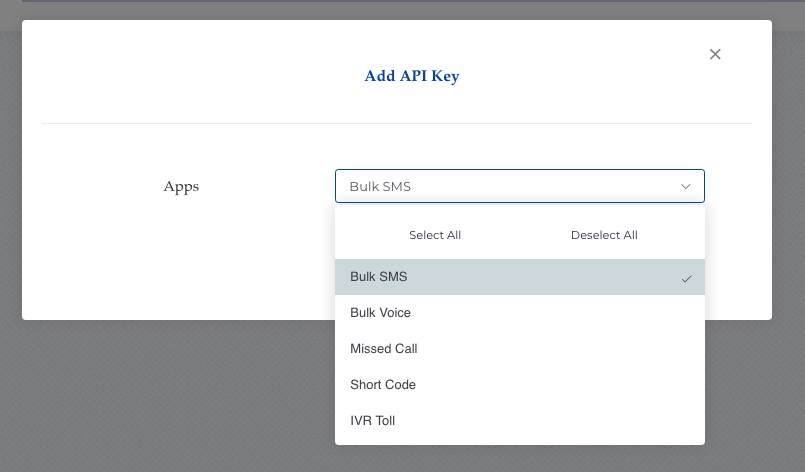 Add API Key
Apps
Bulk SMS
Select All Deselect All
Bulk SMS
Bulk Voice
Missed Call
Short Code
IVR Toll